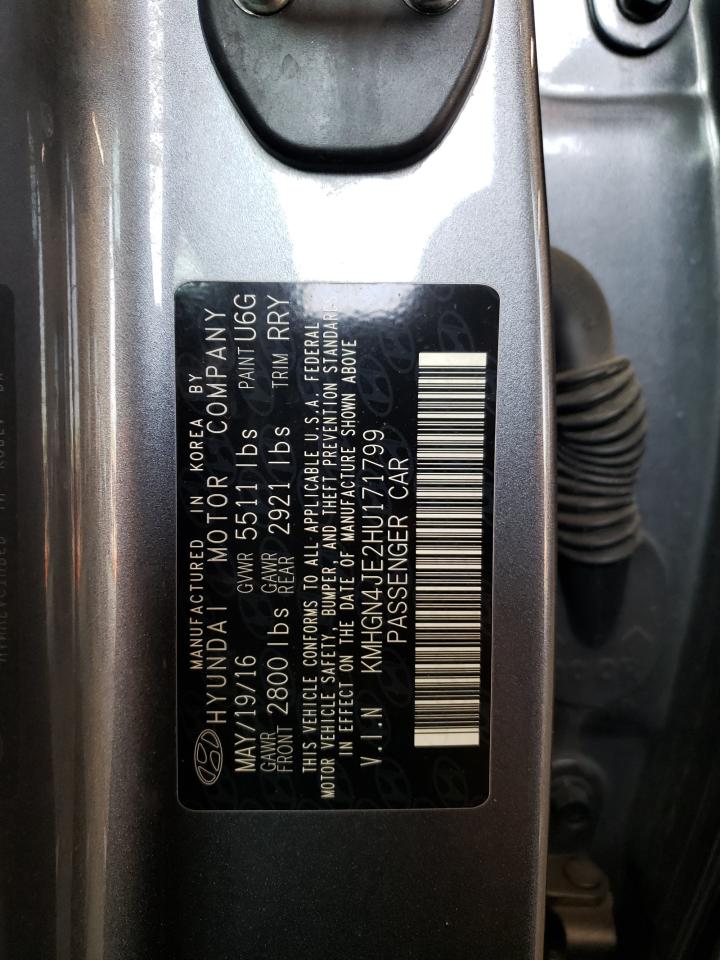 MANUFACTURED IN KOREA BY
HYUNDAI MOTOR COMPANY
MAY/19/16 GVWR 5511 lbs PAINT U6G
GAWR FRONT 2800 lbs GAWR REAR 2921 lbs TRIM RRY
THIS VEHICLE CONFORMS TO ALL APPLICABLE U.S.A. FEDERAL
MOTOR VEHICLE SAFETY, BUMPER, AND THEFT PREVENTION STANDARDS
IN EFFECT ON THE DATE OF MANUFACTURE SHOWN ABOVE
V.I.N KMHGN4JE2HU171799
PASSENGER CAR